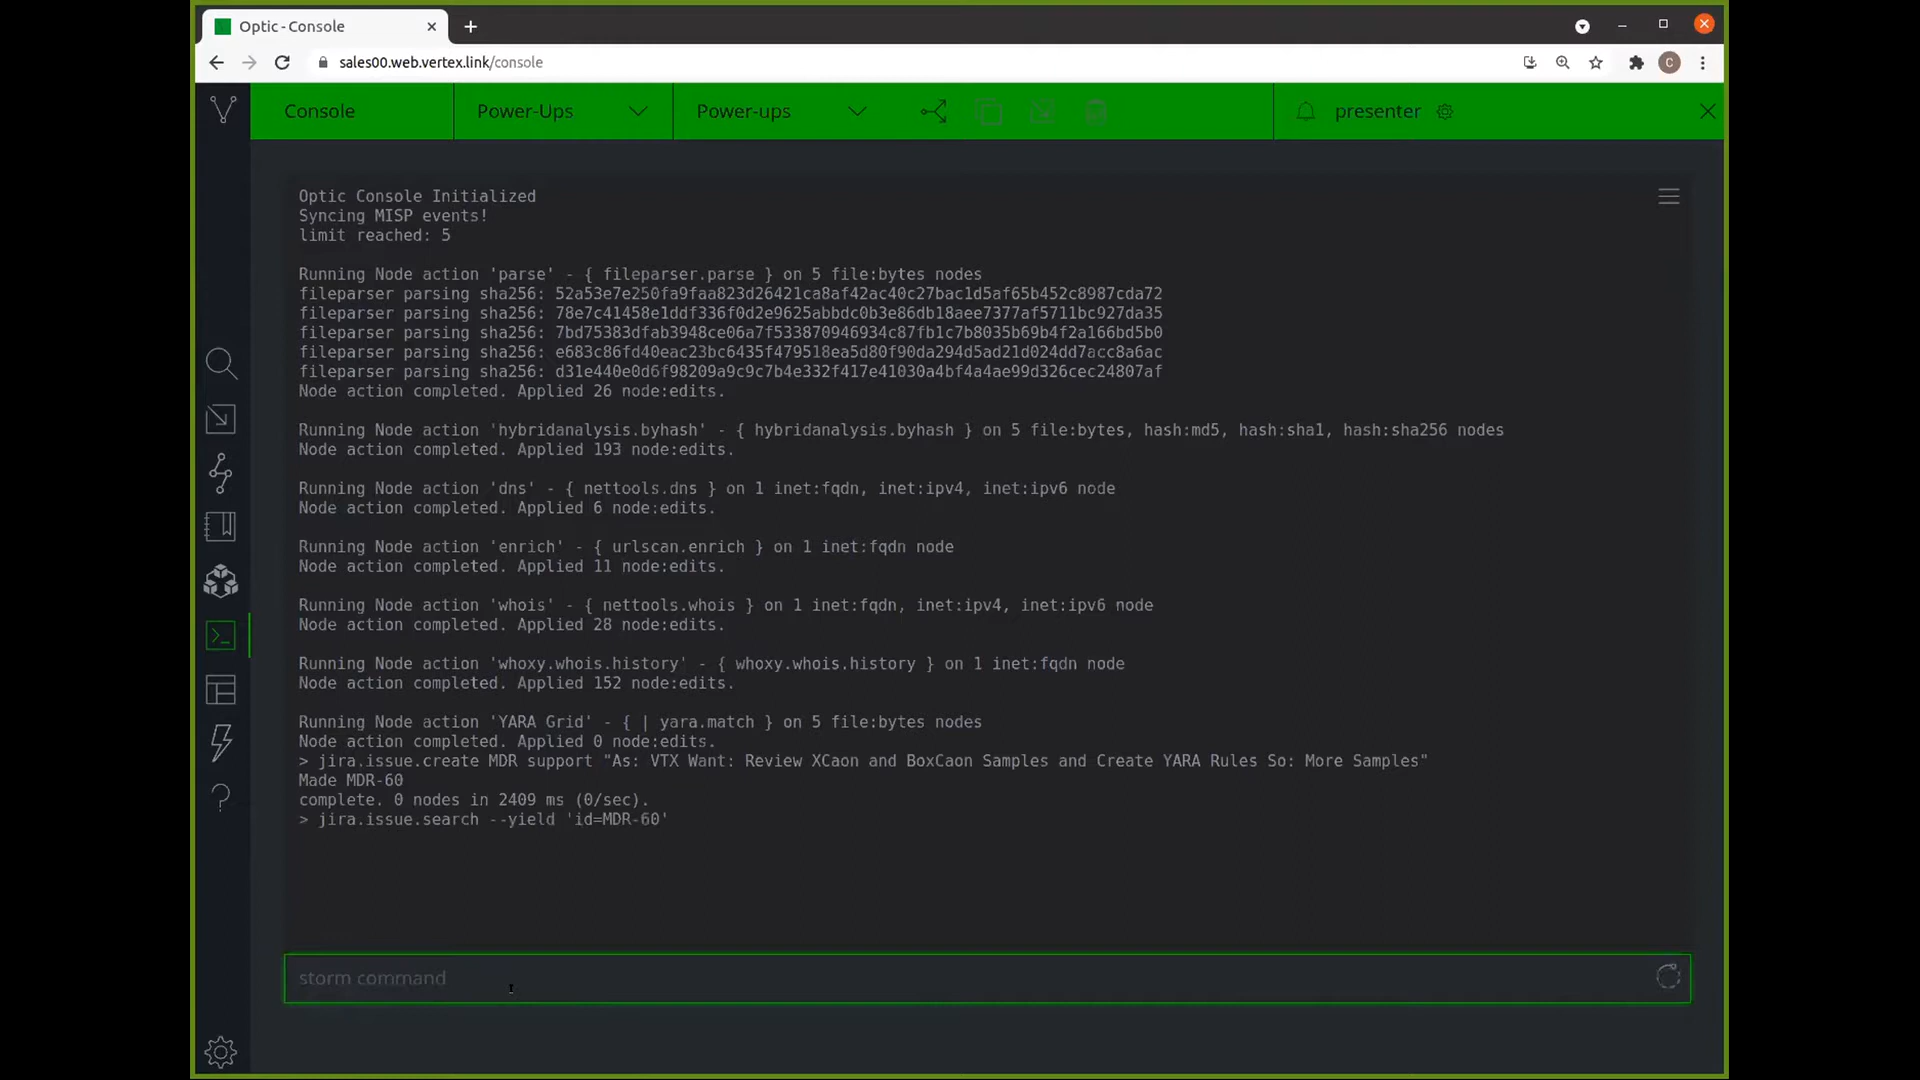 Optic - Console
sales00.web.vertex.link/console
C
Console
Power-Ups
Power-ups
presenter
Optic Console Initialized
Syncing MISP events!
limit reached: 5
Running Node action 'parse' - { fileparser.parse } on 5 file:bytes nodes
fileparser parsing sha256: 52a53e7e250fa9faa823d26421ca8af42ac40c27bac1d5af65b452c8987cda72
fileparser parsing sha256: 78e7c41458e1ddf336f0d2e9625abbdc0b3e86db18aee7377af5711bc927da35
fileparser parsing sha256: 7bd75383dfab3948ce06a7f533870946934c87fb1c7b8035b69b4f2a166bd5b0
fileparser parsing sha256: e683c86fd40eac23bc6435f479518ea5d80f90da294d5ad21d024dd7acc8a6ac
fileparser parsing sha256: d31e440e0d6f98209a9c9c7b4e332f417e41030a4bf4a4ae99d326cec24807af
Node action completed. Applied 26 node:edits.
Running Node action 'hybridanalysis.byhash' - { hybridanalysis.byhash } on 5 file:bytes, hash:md5, hash:sha1, hash:sha256 nodes
Node action completed. Applied 193 node:edits.
Running Node action 'dns' - { nettools.dns } on 1 inet:fqdn, inet:ipv4, inet:ipv6 node
Node action completed. Applied 6 node:edits.
Running Node action 'enrich' - { urlscan.enrich } on 1 inet:fqdn node
Node action completed. Applied 11 node:edits.
Running Node action 'whois' - { nettools.whois } on 1 inet:fqdn, inet:ipv4, inet:ipv6 node
Node action completed. Applied 28 node:edits.
Running Node action 'whoxy.whois.history' - { whoxy.whois.history } on 1 inet:fqdn node
Node action completed. Applied 152 node:edits.
Running Node action 'YARA Grid' - { | yara.match } on 5 file:bytes nodes
Node action completed. Applied 0 node:edits.
> jira.issue.create MDR support "As: VTX Want: Review XCaon and BoxCaon Samples and Create YARA Rules So: More Samples"
Made MDR-60
complete. 0 nodes in 2409 ms (0/sec).
> jira.issue.search --yield 'id=MDR-60'
storm command